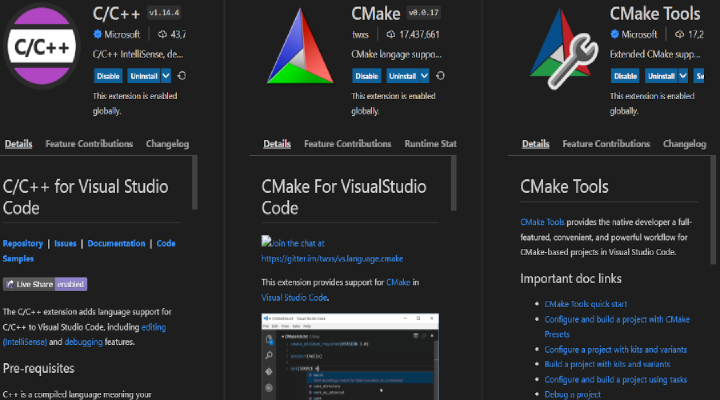 C/C++ v1.14.4
Microsoft | 43,7
C/C++ IntelliSense, de...
Disable Uninstall
This extension is enabled
globally.
Details Feature Contributions Changelog
C/C++ for Visual Studio
Code
Repository | Issues | Documentation | Code
Samples
Live Share enabled
The C/C++ extension adds language support for
C/C++ to Visual Studio Code, including editing
(IntelliSense) and debugging features.
Pre-requisites
C++ is a compiled language meaning your
C/C++
CMake v0.0.17
twxs | 17,437,661
CMake langage suppo...
Disable Uninstall
This extension is enabled
globally.
Details Feature Contributions Runtime Stat
CMake For VisualStudio
Code
Join the chat at
https://gitter.im/twxs/vs.language.cmake
This extension provides support for CMake in
Visual Studio Code.
File Edit View
project(hello)
CMake Tools
Microsoft | 17,2
Extended CMake supp...
Disable Uninstall Se
This extension is enabled
globally.
Details Feature Contributions Changelog
CMake Tools
CMake Tools provides the native developer a full-
featured, convenient, and powerful workflow for
CMake-based projects in Visual Studio Code.
Important doc links
CMake Tools quick start
Configure and build a project with CMake
Presets
Configure a project with kits and variants
Build a project with kits and variants
Configure and build a project using tasks
Debug a project